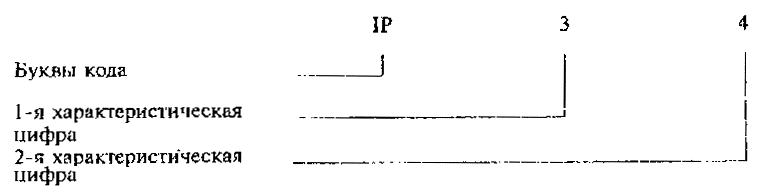 IP 3 4
Буквы кода
1-я характеристическая
цифра
2-я характеристическая
цифра